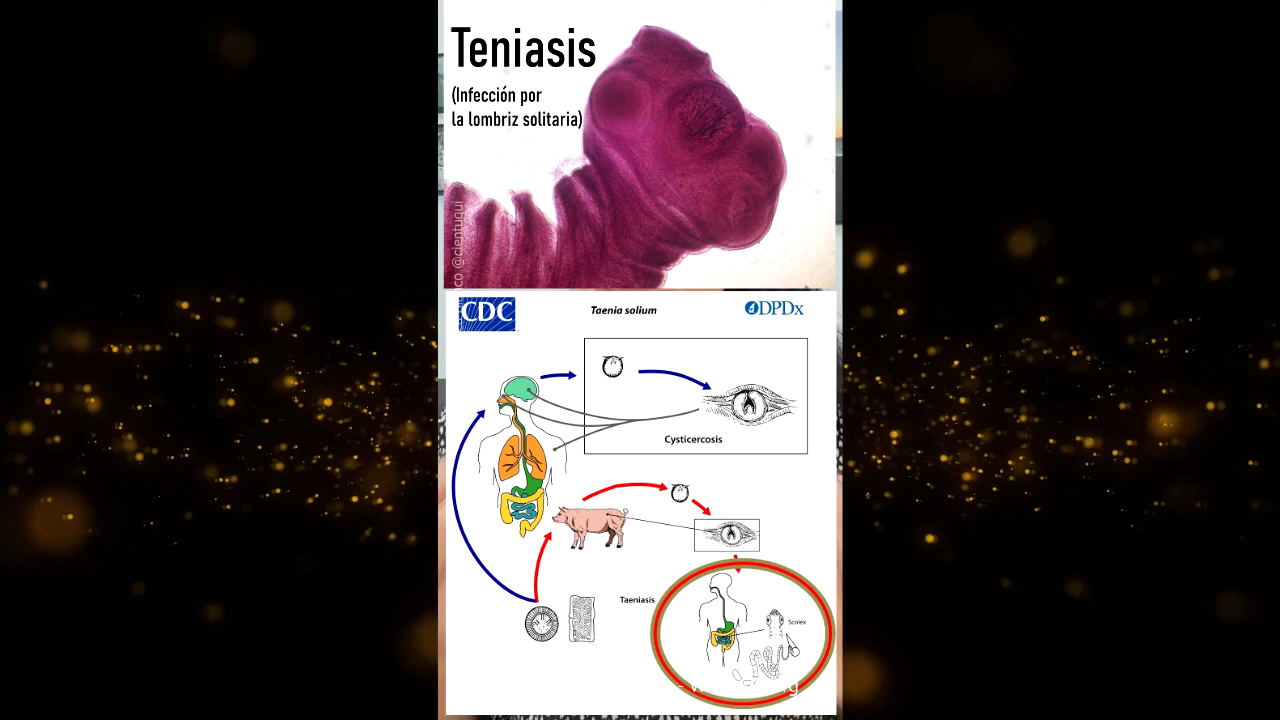 Teniasis
(Infección por
la lombriz solitaria)
co @cientuqui
CDC
Taenia solium
DPDx
Cysticercosis
Taeniasis
Scolex